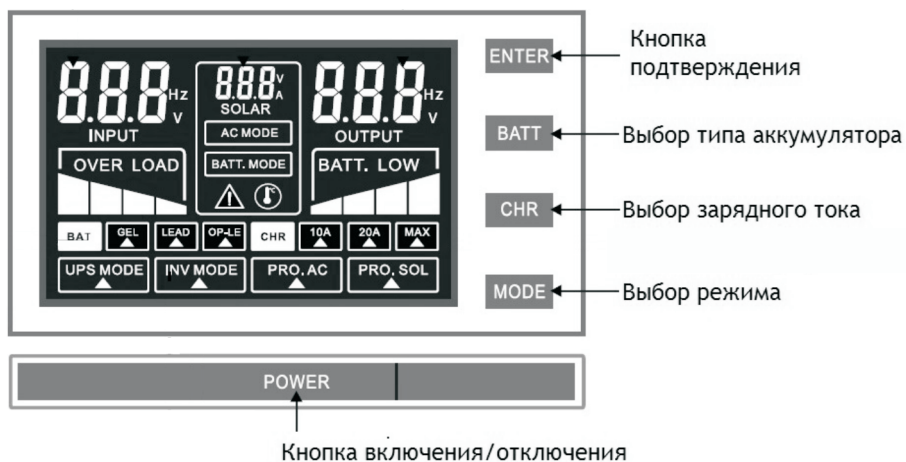 8.8.8 Hz V
INPUT
8.8.8 V A
SOLAR
8.8.8 Hz V
OUTPUT
AC MODE
BATT. MODE
°C
OVER LOAD
BATT. LOW
BAT GEL LEAD OP-LE CHR 10A 20A MAX
UPS MODE INV MODE PRO.AC PRO.SOL
ENTER
Кнопка
подтверждения
BATT
Выбор типа аккумулятора
CHR
Выбор зарядного тока
MODE
Выбор режима
POWER
Кнопка включения/отключения